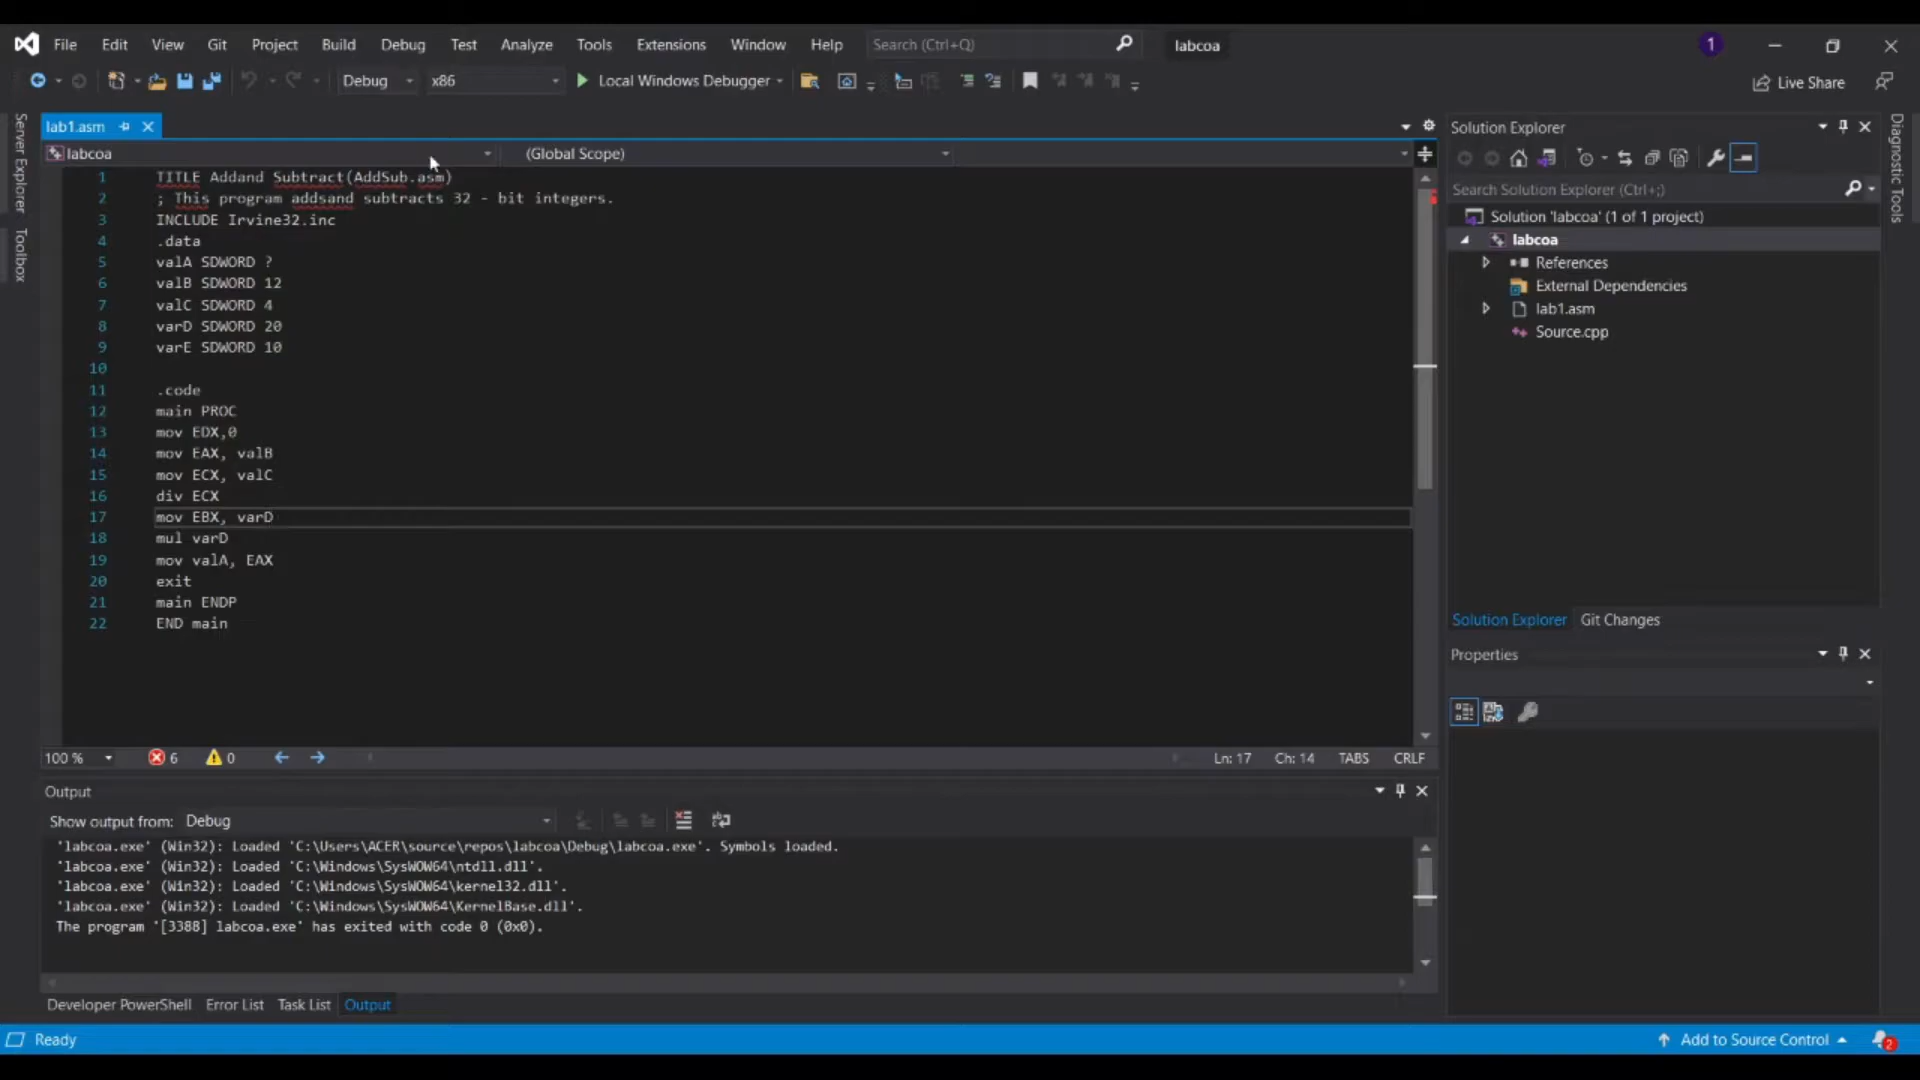 File Edit View Git Project Build Debug Test Analyze Tools Extensions Window Help Search (Ctrl+Q) labcoa 1
Debug x86 Local Windows Debugger Live Share
Server Explorer
Toolbox
lab1.asm
labcoa (Global Scope)
1 TITLE Addand Subtract(AddSub.asm)
2 ; This program addsand subtracts 32 - bit integers.
3 INCLUDE Irvine32.inc
4 .data
5 valA SDWORD ?
6 valB SDWORD 12
7 valC SDWORD 4
8 varD SDWORD 20
9 varE SDWORD 10
10
11 .code
12 main PROC
13 mov EDX,0
14 mov EAX, valB
15 mov ECX, valC
16 div ECX
17 mov EBX, varD
18 mul varD
19 mov valA, EAX
20 exit
21 main ENDP
22 END main
100 % 6 0 Ln: 17 Ch: 14 TABS CRLF
Output
Show output from: Debug
'labcoa.exe' (Win32): Loaded 'C:\Users\ACER\source\repos\labcoa\Debug\labcoa.exe'. Symbols loaded.
'labcoa.exe' (Win32): Loaded 'C:\Windows\SysWOW64\ntdll.dll'.
'labcoa.exe' (Win32): Loaded 'C:\Windows\SysWOW64\kernel32.dll'.
'labcoa.exe' (Win32): Loaded 'C:\Windows\SysWOW64\KernelBase.dll'.
The program '[3388] labcoa.exe' has exited with code 0 (0x0).
Developer PowerShell Error List Task List Output
Solution Explorer
Search Solution Explorer (Ctrl+;)
Solution 'labcoa' (1 of 1 project)
labcoa
References
External Dependencies
lab1.asm
Source.cpp
Solution Explorer Git Changes
Properties
Diagnostic Tools
Ready Add to Source Control 2